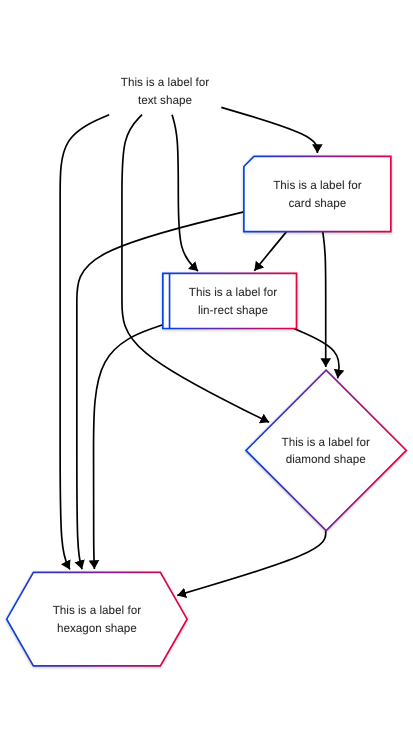 This is a label for
text shape
This is a label for
card shape
This is a label for
lin-rect shape
This is a label for
diamond shape
This is a label for
hexagon shape